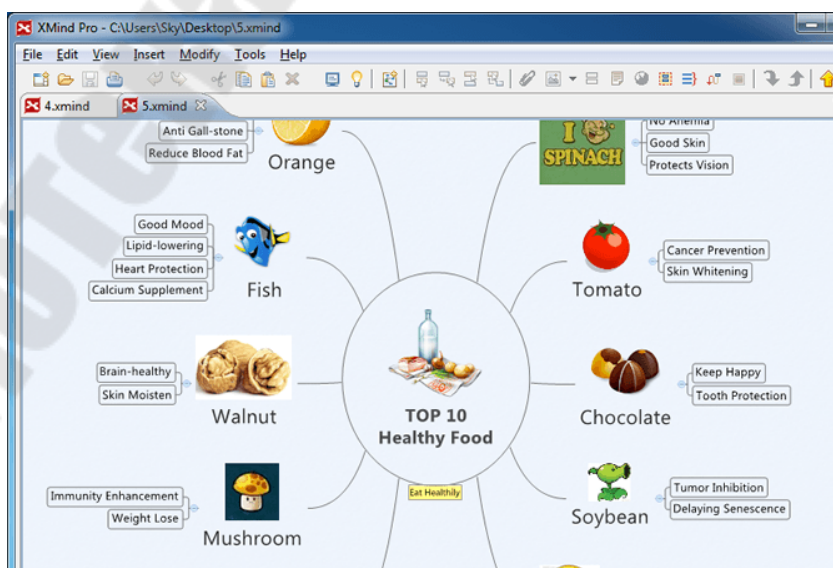 XMind Pro - C:\Users\Sky\Desktop\5.xmind
File Edit View Insert Modify Tools Help
4.xmind 5.xmind
Anti Gall-stone
Reduce Blood Fat
Orange
I
SPINACH
No Anemia
Good Skin
Protects Vision
Good Mood
Lipid-lowering
Heart Protection
Calcium Supplement
Fish
Tomato
Cancer Prevention
Skin Whitening
Brain-healthy
Skin Moisten
Walnut
TOP 10
Healthy Food
Chocolate
Keep Happy
Tooth Protection
Eat Healthily
Immunity Enhancement
Weight Lose
Mushroom
Soybean
Tumor Inhibition
Delaying Senescence